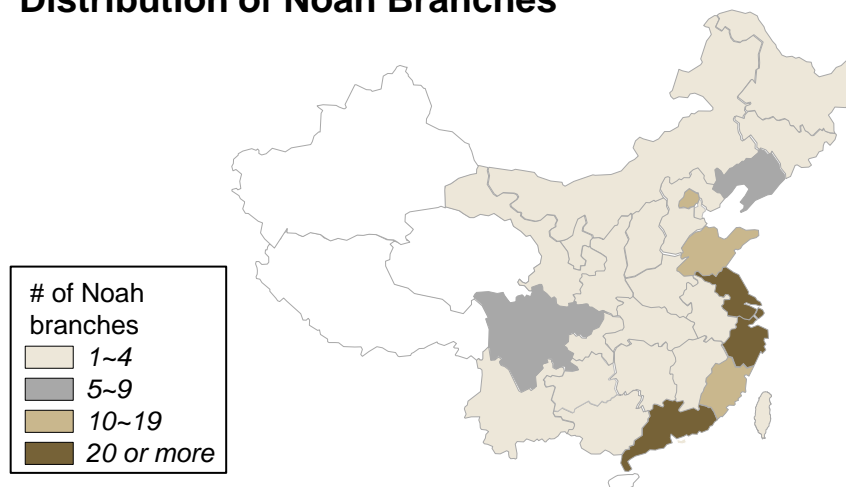 Distribution of Noah Branches
# of Noah
branches
1~4
5~9
10~19
20 or more